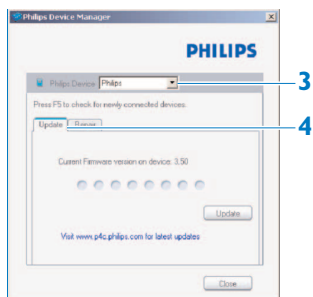 Philips Device Manager
PHILIPS
Philips Device Philips
3
Press F5 to check for newly connected devices.
Update Repair
4
Current Firmware version on device: 3.50
Update
Visit www.p4c.philips.com for latest updates
Close